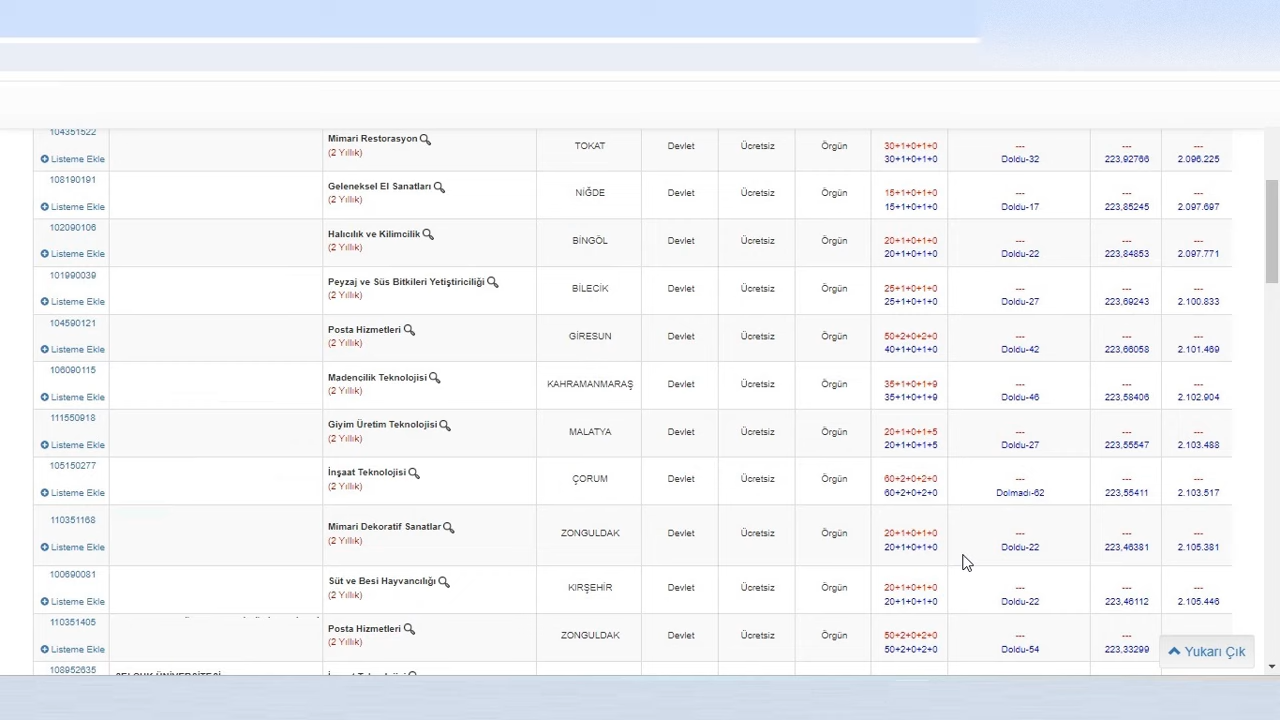 104351522
Mimari Restorasyon
(2 Yıllık)
Listeme Ekle
TOKAT
Devlet
Ücretsiz
Örgün
30+1+0+1+0
30+1+0+1+0
---
Doldu-32
---
223,92766
---
2.096.225
108190191
Geleneksel El Sanatları
(2 Yıllık)
Listeme Ekle
NİĞDE
Devlet
Ücretsiz
Örgün
15+1+0+1+0
15+1+0+1+0
---
Doldu-17
---
223,85245
---
2.097.697
102090106
Halıcılık ve Kilimcilik
(2 Yıllık)
Listeme Ekle
BİNGÖL
Devlet
Ücretsiz
Örgün
20+1+0+1+0
20+1+0+1+0
---
Doldu-22
---
223,84853
---
2.097.771
101990039
Peyzaj ve Süs Bitkileri Yetiştiriciliği
(2 Yıllık)
Listeme Ekle
BİLECİK
Devlet
Ücretsiz
Örgün
25+1+0+1+0
25+1+0+1+0
---
Doldu-27
---
223,69243
---
2.100.833
104590121
Posta Hizmetleri
(2 Yıllık)
Listeme Ekle
GİRESUN
Devlet
Ücretsiz
Örgün
50+2+0+2+0
40+1+0+1+0
---
Doldu-42
---
223,66058
---
2.101.469
106090115
Madencilik Teknolojisi
(2 Yıllık)
Listeme Ekle
KAHRAMANMARAŞ
Devlet
Ücretsiz
Örgün
35+1+0+1+9
35+1+0+1+9
---
Doldu-46
---
223,58406
---
2.102.904
111550918
Giyim Üretim Teknolojisi
(2 Yıllık)
Listeme Ekle
MALATYA
Devlet
Ücretsiz
Örgün
20+1+0+1+5
20+1+0+1+5
---
Doldu-27
---
223,55547
---
2.103.488
105150277
İnşaat Teknolojisi
(2 Yıllık)
Listeme Ekle
ÇORUM
Devlet
Ücretsiz
Örgün
60+2+0+2+0
60+2+0+2+0
---
Dolmadı-62
---
223,55411
---
2.103.517
110351168
Mimari Dekoratif Sanatlar
(2 Yıllık)
Listeme Ekle
ZONGULDAK
Devlet
Ücretsiz
Örgün
20+1+0+1+0
20+1+0+1+0
---
Doldu-22
---
223,46381
---
2.105.381
100690081
Süt ve Besi Hayvancılığı
(2 Yıllık)
Listeme Ekle
KIRŞEHİR
Devlet
Ücretsiz
Örgün
20+1+0+1+0
20+1+0+1+0
---
Doldu-22
---
223,46112
---
2.105.446
110351405
Posta Hizmetleri
(2 Yıllık)
Listeme Ekle
ZONGULDAK
Devlet
Ücretsiz
Örgün
50+2+0+2+0
50+2+0+2+0
---
Doldu-54
---
223,33299
---
Yukarı Çık
108952635
SELÇUK ÜNİVERSİTESİ
İnşaat Teknolojisi